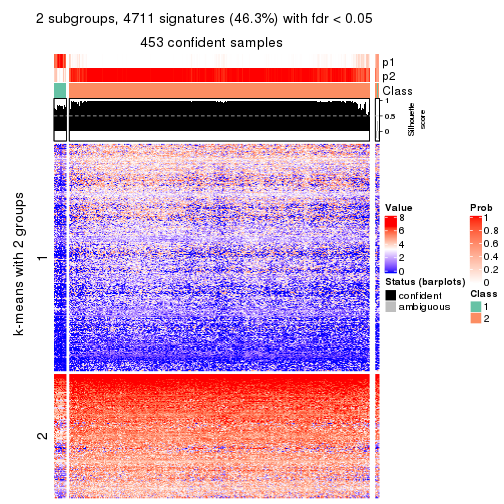 2 subgroups, 4711 signatures (46.3%) with fdr < 0.05
453 confident samples
p1
p2
Class
1
0.5
0
Silhouette
score
k-means with 2 groups
1
2
Value
8
6
4
2
0
Status (barplots)
confident
ambiguous
Prob
1
0.8
0.6
0.4
0.2
0
Class
1
2